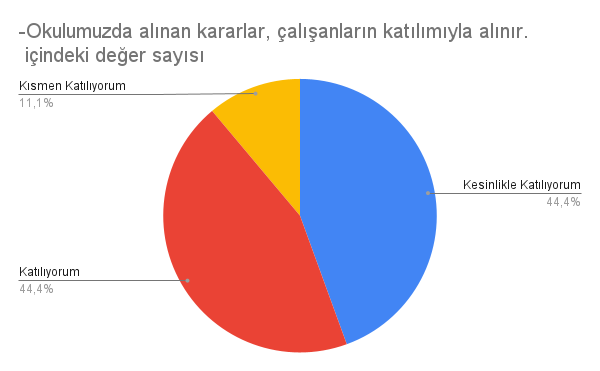 -Okulumuzda alınan kararlar, çalışanların katılımıyla alınır.
içindeki değer sayısı
Kısmen Katılıyorum
11,1%
Kesinlikle Katılıyorum
44,4%
Katılıyorum
44,4%